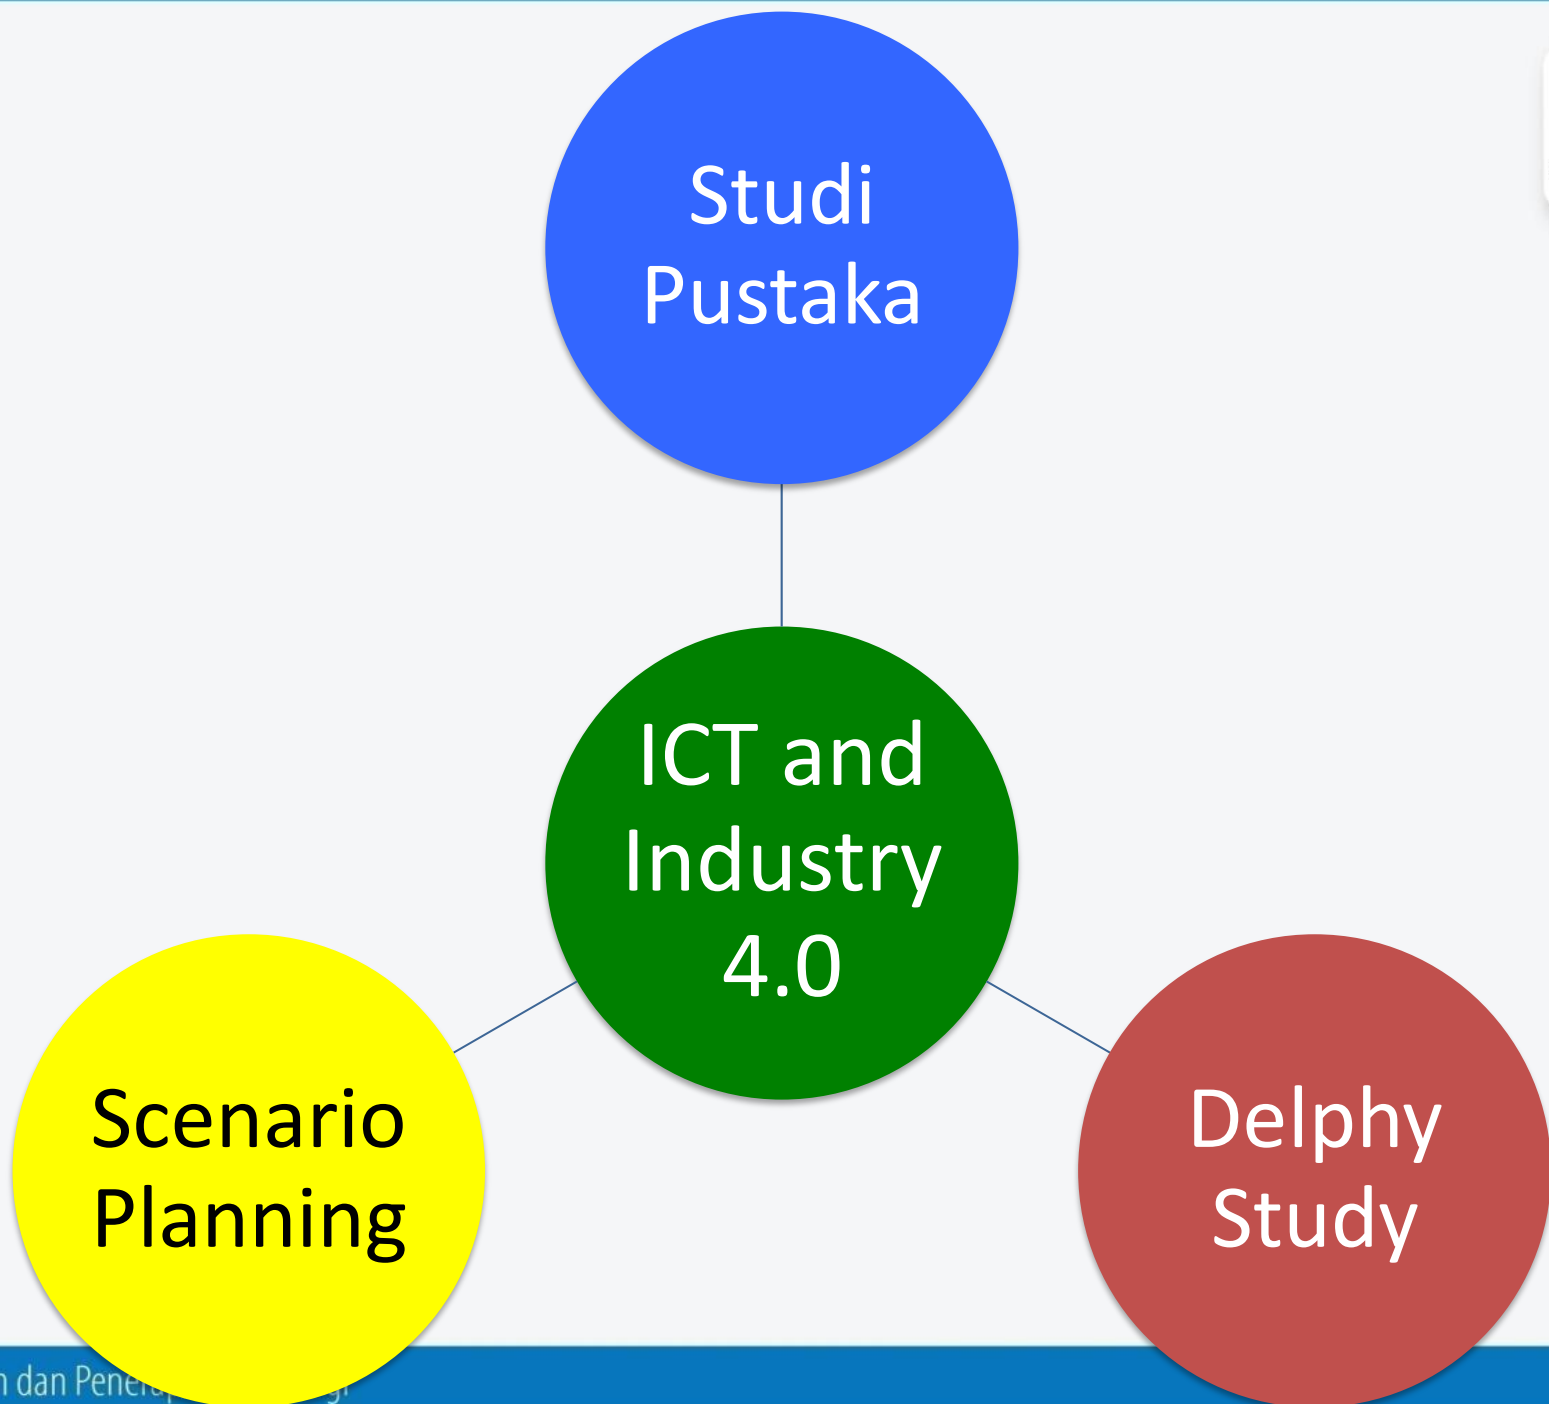 Studi
Pustaka
ICT and
Industry
4.0
Scenario
Planning
Delphy
Study
dan